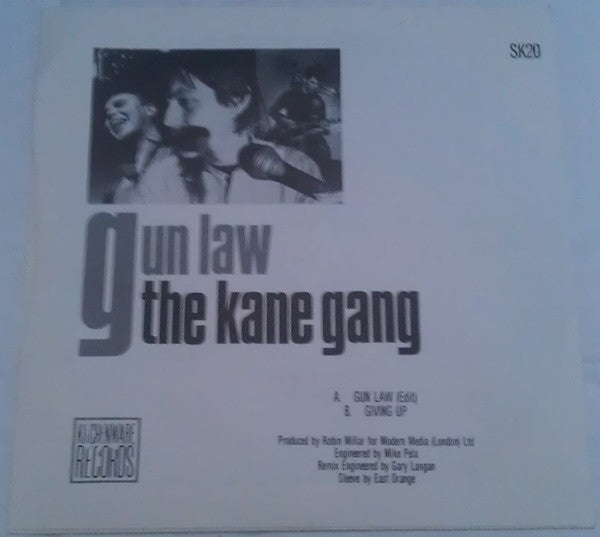 SK20
gun law
the kane gang
A. GUN LAW (Edit)
B. GIVING UP
Produced by Robin Millar for Modern Media (London) Ltd
Engineered by Mike Pela
Remix Engineered by Gary Langan
Sleeve by East Orange
KITCHENWARE
RECORDS